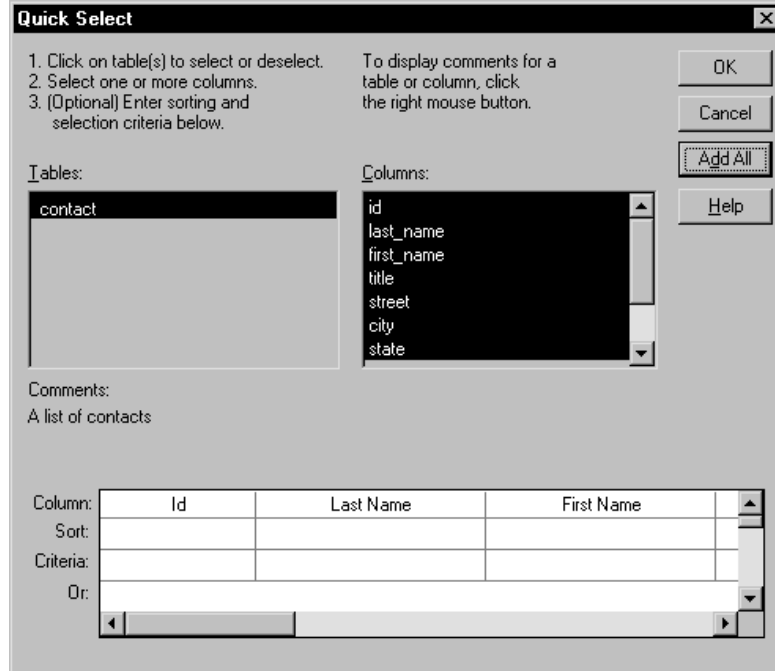 Quick Select
1. Click on table(s) to select or deselect.
2. Select one or more columns.
3. (Optional) Enter sorting and
selection criteria below.
To display comments for a
table or column, click
the right mouse button.
OK
Cancel
Add All
Help
Tables:
contact
Columns:
id
last_name
first_name
title
street
city
state
Comments:
A list of contacts
Column: Id Last Name First Name
Sort:
Criteria:
Or: